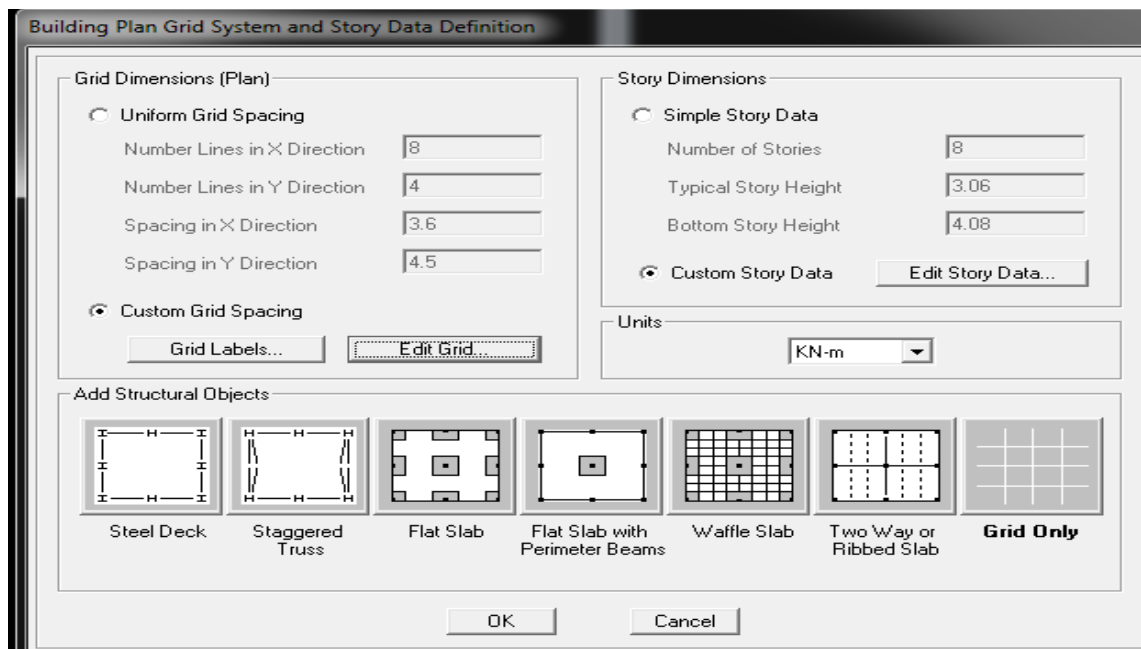 Building Plan Grid System and Story Data Definition
Grid Dimensions (Plan)
Uniform Grid Spacing
Number Lines in X Direction 8
Number Lines in Y Direction 4
Spacing in X Direction 3.6
Spacing in Y Direction 4.5
Custom Grid Spacing
Grid Labels... Edit Grid...
Story Dimensions
Simple Story Data
Number of Stories 8
Typical Story Height 3.06
Bottom Story Height 4.08
Custom Story Data Edit Story Data...
Units
KN-m
Add Structural Objects
Steel Deck
Staggered
Truss
Flat Slab
Flat Slab with
Perimeter Beams
Waffle Slab
Two Way or
Ribbed Slab
Grid Only
OK Cancel